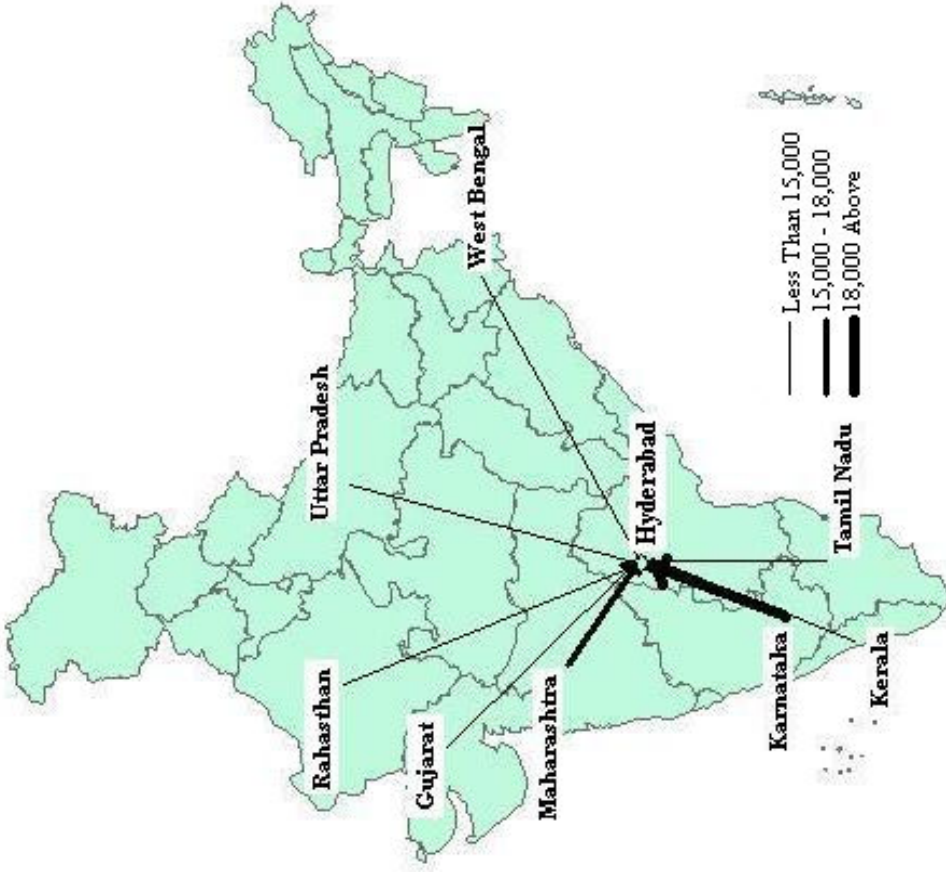 Uttar Pradesh
West Bengal
Rahasthan
Gujarat
Maharashtra
Hyderabad
Karnataka
Kerala
Tamil Nadu
Less Than 15,000
15,000 - 18,000
18,000 Above